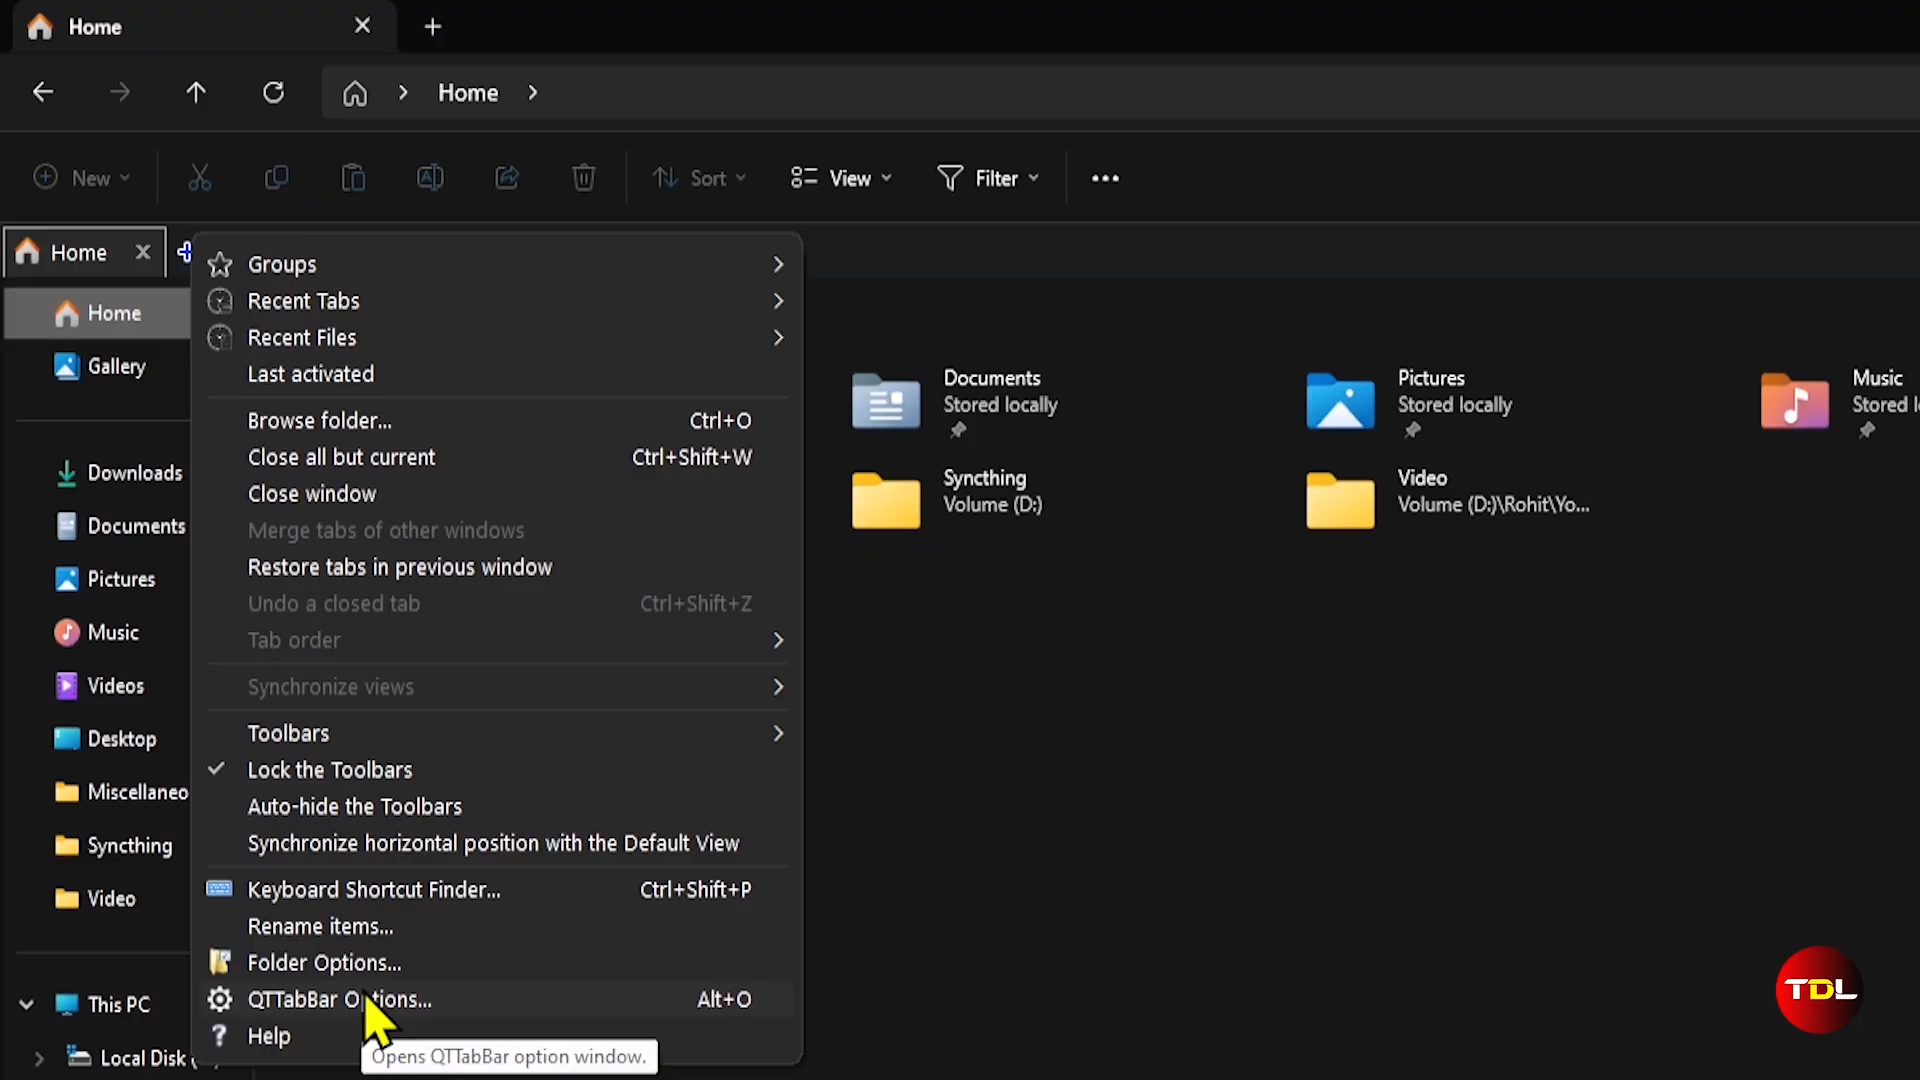 Home
Home
New
Sort
View
Filter
Home
Home
Gallery
Downloads
Documents
Pictures
Music
Videos
Desktop
Miscellaneo
Syncthing
Video
This PC
Local Disk (
Groups
Recent Tabs
Recent Files
Last activated
Browse folder... Ctrl+O
Close all but current Ctrl+Shift+W
Close window
Merge tabs of other windows
Restore tabs in previous window
Undo a closed tab Ctrl+Shift+Z
Tab order
Synchronize views
Toolbars
Lock the Toolbars
Auto-hide the Toolbars
Synchronize horizontal position with the Default View
Keyboard Shortcut Finder... Ctrl+Shift+P
Rename items...
Folder Options...
QTTabBar Options... Alt+O
Help
Opens QTTabBar option window.
Documents
Stored locally
Pictures
Stored locally
Music
Stored l
Syncthing
Volume (D:)
Video
Volume (D:)\Rohit\Yo...
TDL